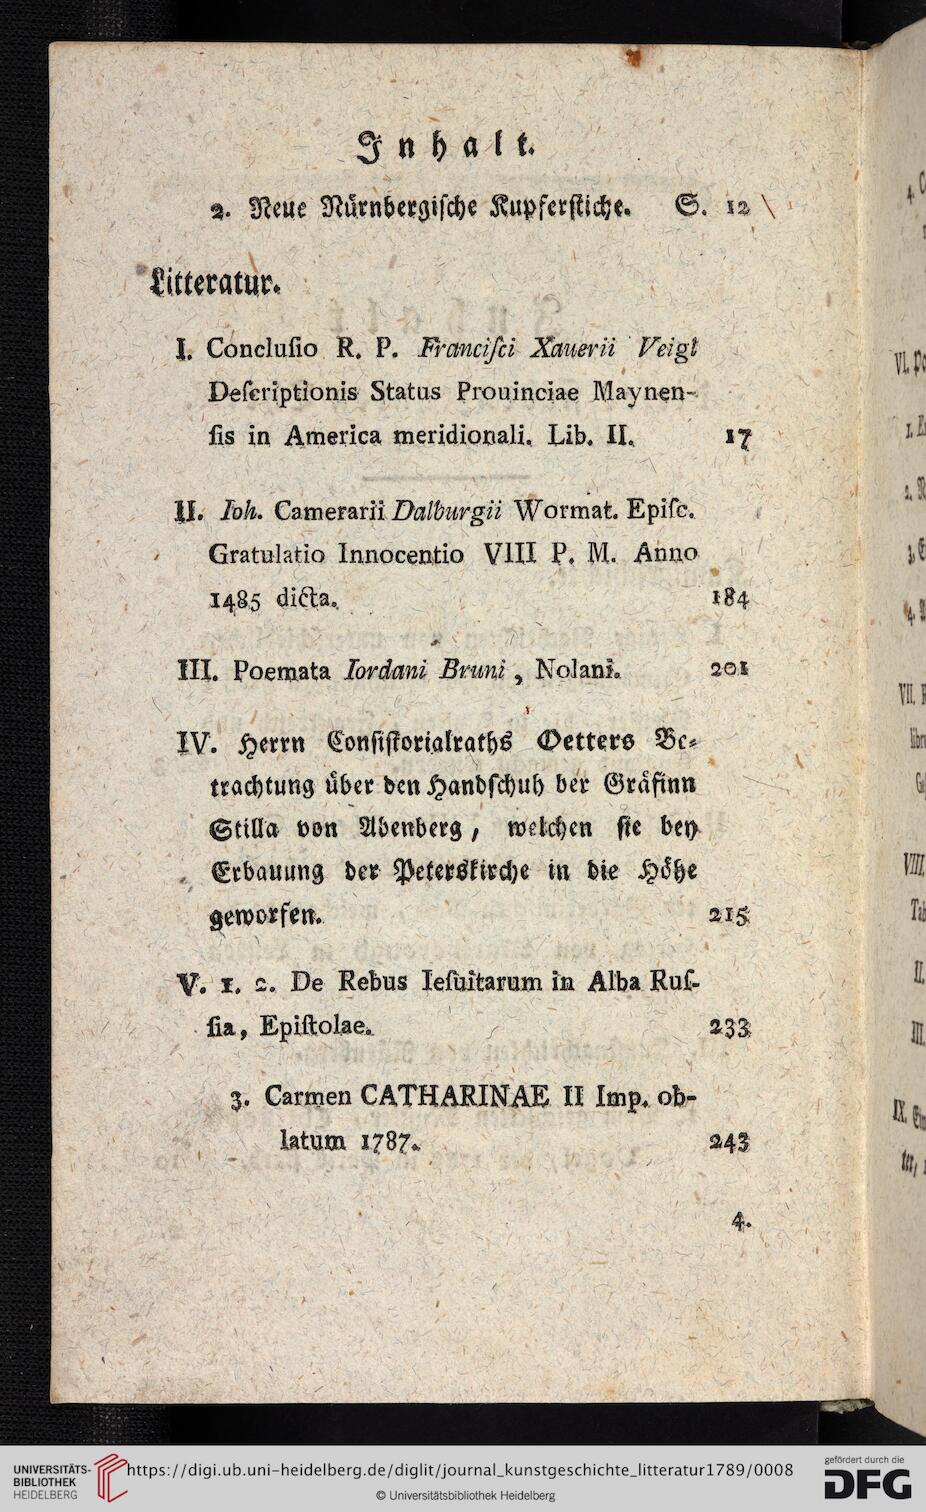 Inhalt.
2. Neue Nürnbergische Kupferstiche. S. 12
Litteratur.
I. Conclusio R. P. Franciſci Xauerii Veigl
Deſcriptionis Status Prouinciae Maynen-
ſis in America meridionali. Lib. II. 17
II. Ioh. Camerarii Dalburgii Wormat. Epiſc.
Gratulatio Innocentio VIII P. M. Anno
1485 dicta. 184
III. Poemata Iordani Bruni, Nolani. 201
IV. Herrn Conſiſtorialraths Oetters Be-
trachtung über den Handſchuh der Gräfinn
Stilla von Abenberg, welchen ſie bey
Erbauung der Peterskirche in die Höhe
geworfen. 215
V. 1. 2. De Rebus Ieſuitarum in Alba Ruſ-
ſia, Epiſtolae. 233
3. Carmen CATHARINAE II Imp. ob-
latum 1787. 243
4.
UNIVERSITÄTS-
BIBLIOTHEK
HEIDELBERG
https://digi.ub.uni-heidelberg.de/diglit/journal_kunstgeschichte_litteratur1789/0008
© Universitätsbibliothek Heidelberg
gefördert durch die
DFG